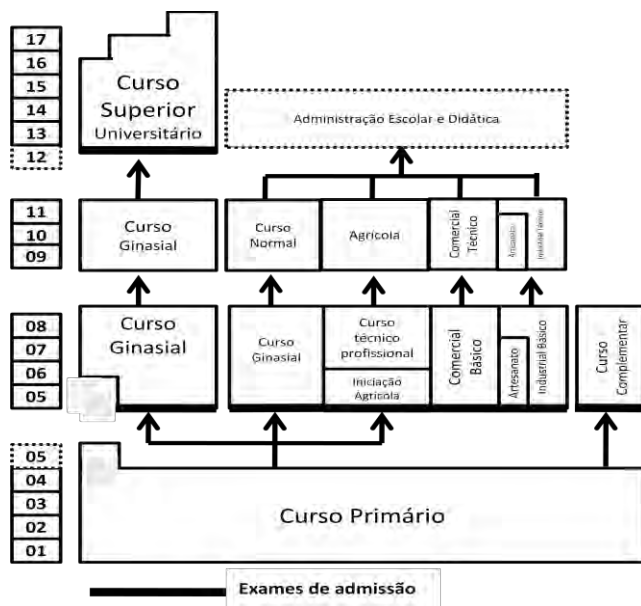 17
16
15
14
13
12
Curso
Superior
Universitário
Administração Escolar e Didática
11
10
09
Curso
Ginasial
Curso
Normal
Agrícola
Comercial
Técnico
Industrial Técnico
08
07
06
05
Curso
Ginasial
Curso
Ginasial
Curso
técnico
profissional
Iniciação
Agrícola
Comercial
Básico
Artesanato
Industrial Básico
Curso
Complementar
05
04
03
02
01
Curso Primário
Exames de admissão